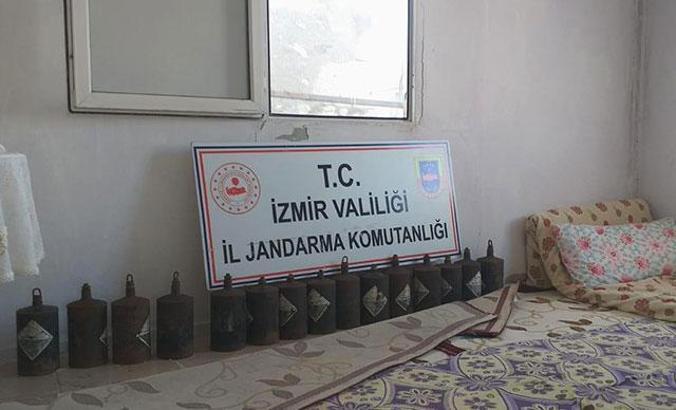 T.C.
İZMİR VALİLİĞİ
İL JANDARMA KOMUTANLIĞI